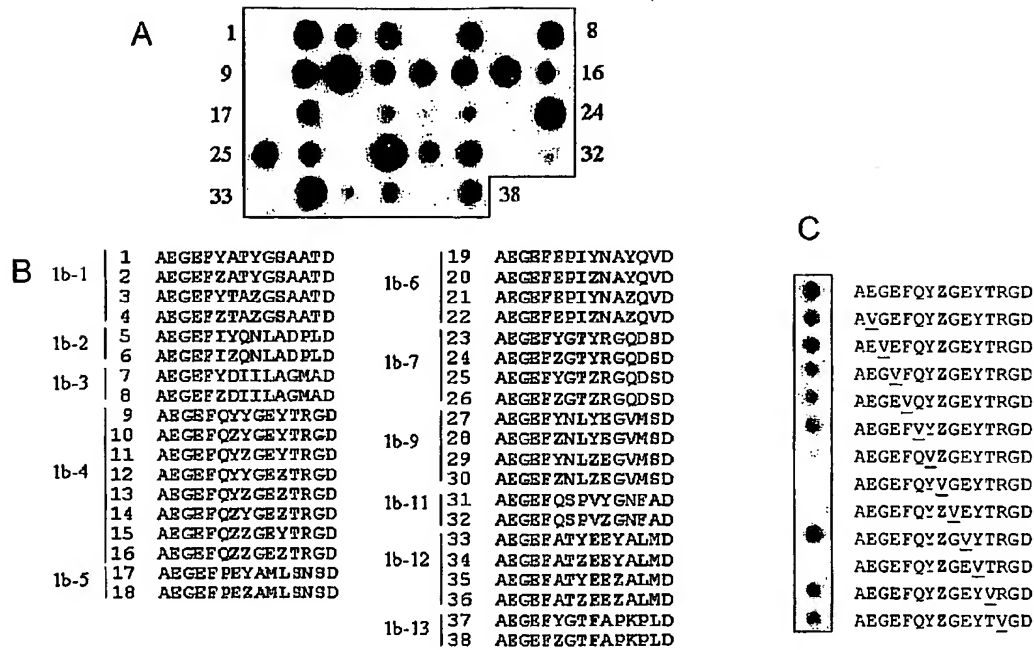 A
1 8
9 16
17 24
25 32
33 38
B
1b-1
1 AEGEFYATYGSAATD
2 AEGEFZATYGSAATD
3 AEGEFYTAZGSAATD
4 AEGEFZTAZGSAATD
1b-2
5 AEGEFIYQNLADPLD
6 AEGEFIZQNLADPLD
1b-3
7 AEGEFYDIILAGMAD
8 AEGEFZDIILAGMAD
1b-4
9 AEGEFQYYGEYTRGD
10 AEGEFQZYGEYTRGD
11 AEGEFQYZGEYTRGD
12 AEGEFQYYGEZTRGD
13 AEGEFQYZGEZTRGD
14 AEGEFQZYGEZTRGD
15 AEGEFQZZGEYTRGD
16 AEGEFQZZGEZTRGD
1b-5
17 AEGEFPEYAMLSNSD
18 AEGEFPEZAMLSNSD
1b-6
19 AEGEFEPIYNAYQVD
20 AEGEFEPIZNAYQVD
21 AEGEFEPIYNAZQVD
22 AEGEFEPIZNAZQVD
1b-7
23 AEGEFYGTYRGQDSD
24 AEGEFZGTYRGQDSD
25 AEGEFYGTZRGQDSD
26 AEGEFZGTZRGQDSD
1b-9
27 AEGEFYNLYEGVMSD
28 AEGEFZNLYEGVMSD
29 AEGEFYNLZEGVMSD
30 AEGEFZNLZEGVMSD
1b-11
31 AEGEFQSPVYGNFAD
32 AEGEFQSPVZGNFAD
1b-12
33 AEGEFATYEEYALMD
34 AEGEFATZEEYALMD
35 AEGEFATYEEZALMD
36 AEGEFATZEEZALMD
1b-13
37 AEGEFYGTFAPKPLD
38 AEGEFZGTFAPKPLD
C
AEGEFQYZGEYTRGD
AVGEFQYZGEYTRGD
AEVEFQYZGEYTRGD
AEGVFQYZGEYTRGD
AEGEVQYZGEYTRGD
AEGEFVYZGEYTRGD
AEGEFQVZGEYTRGD
AEGEFQYVGEYTRGD
AEGEFQYZVEYTRGD
AEGEFQYZGVYTRGD
AEGEFQYZGEVTRGD
AEGEFQYZGEYVRGD
AEGEFQYZGEYTVGD